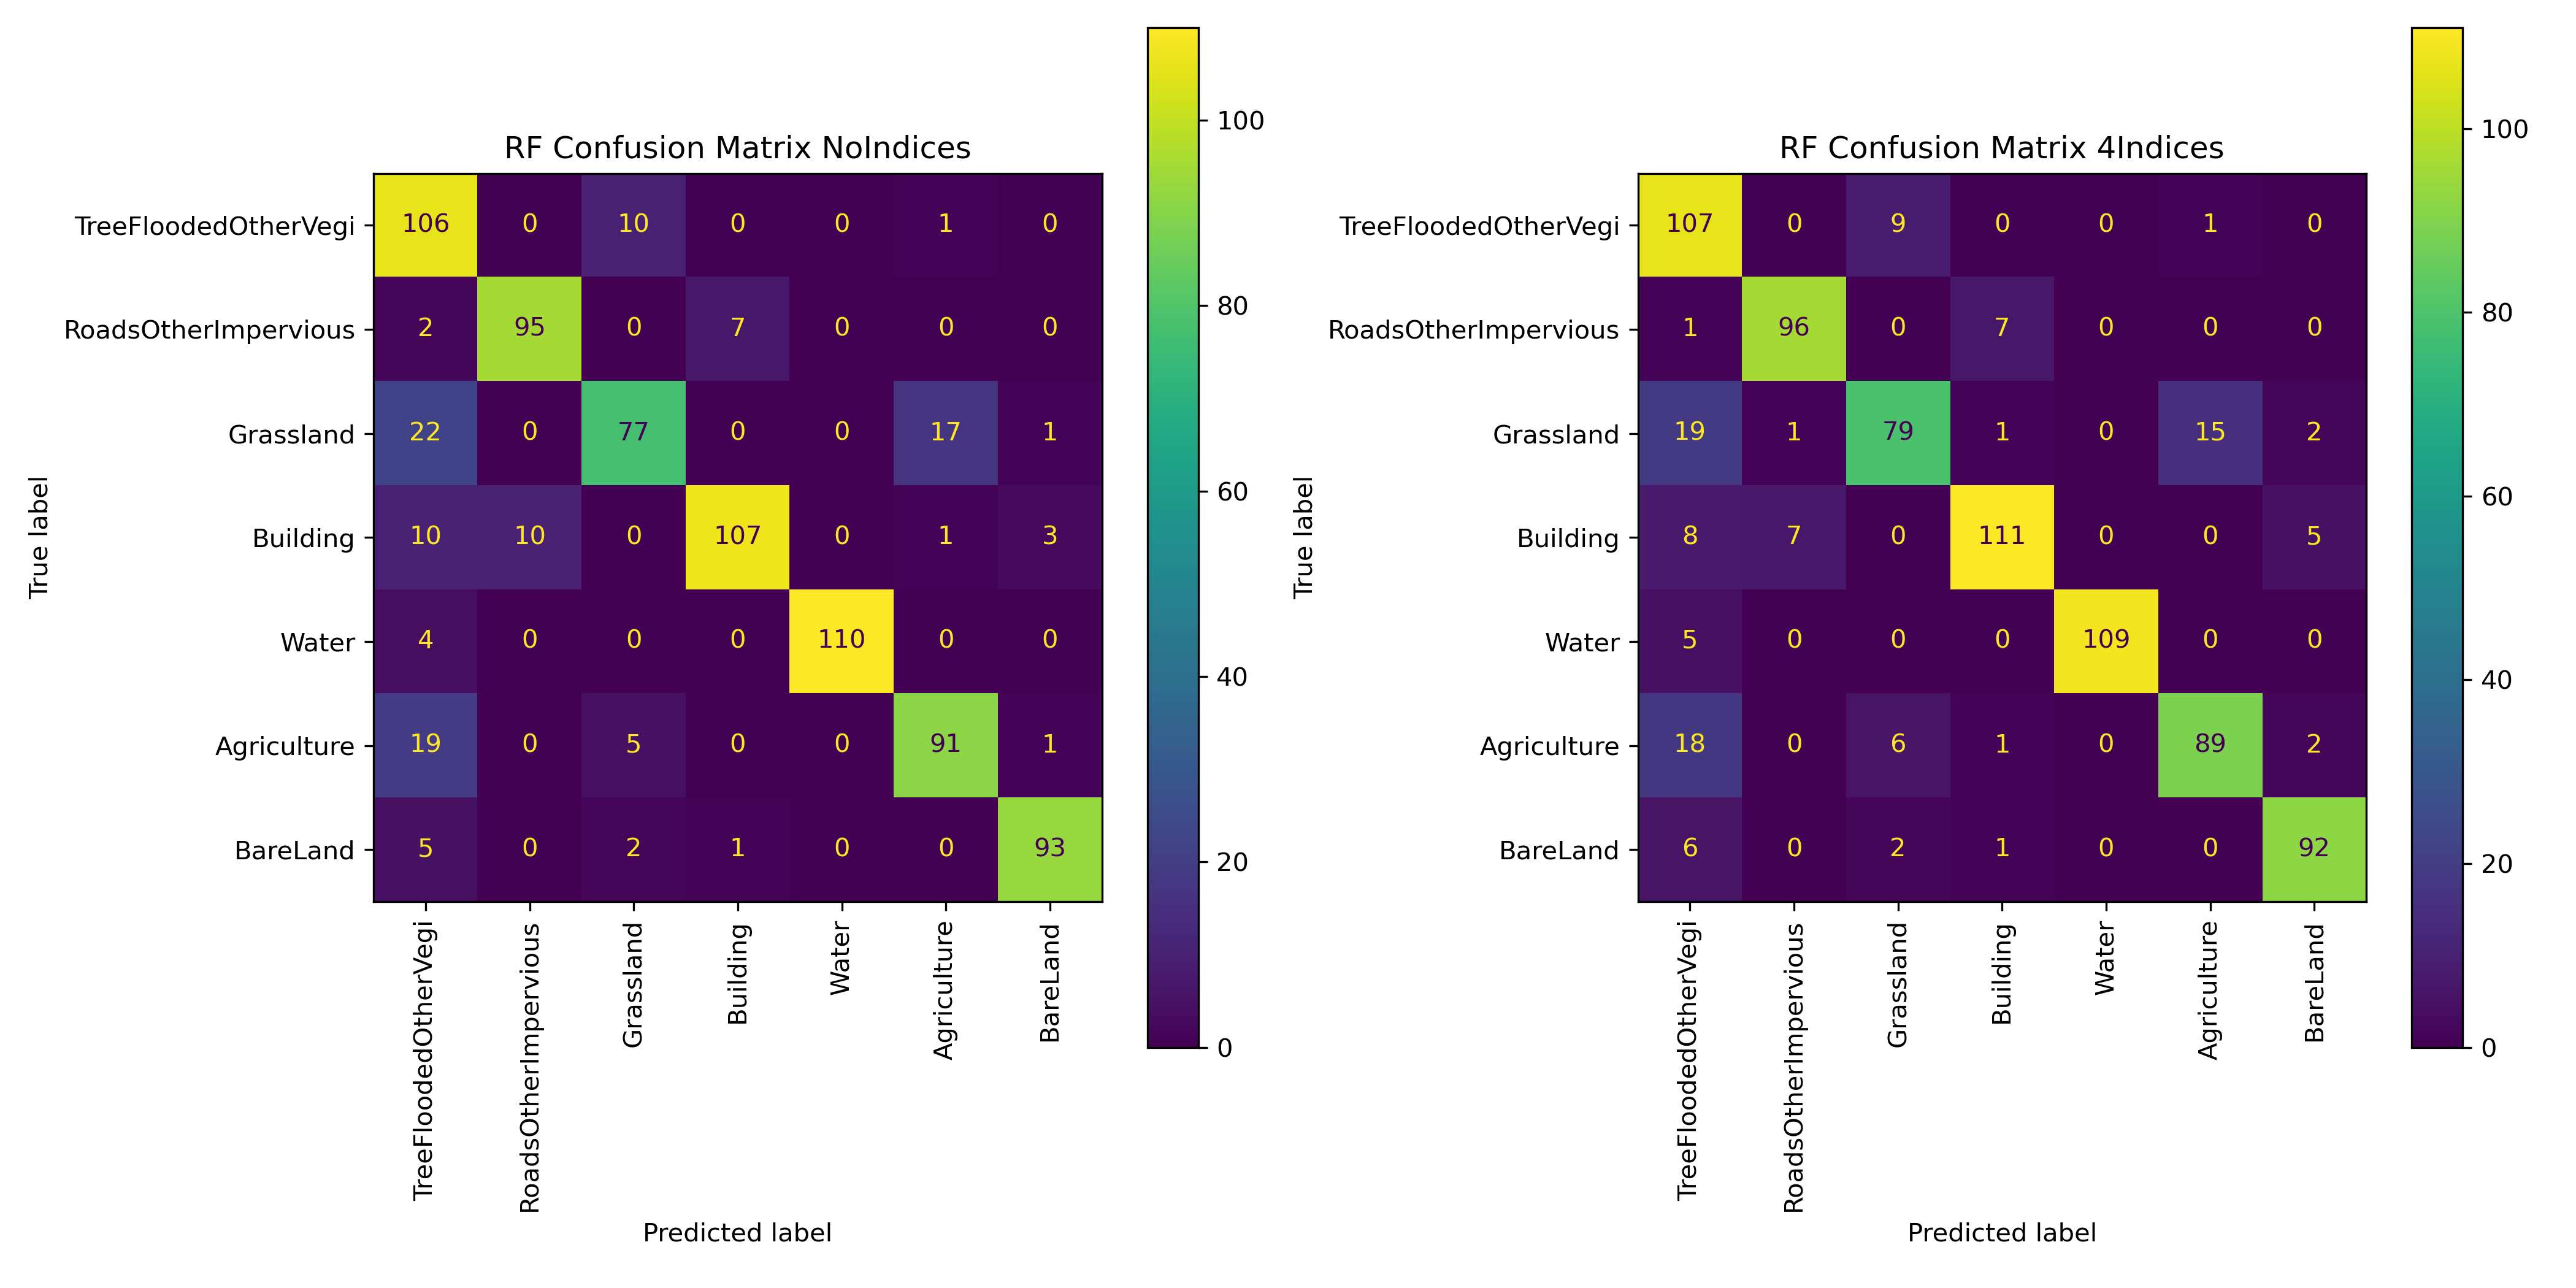 RF Confusion Matrix NoIndices
TreeFloodedOtherVegi 106 0 10 0 0 1 0
RoadsOtherImpervious 2 95 0 7 0 0 0
Grassland 22 0 77 0 0 17 1
Building 10 10 0 107 0 1 3
Water 4 0 0 0 110 0 0
Agriculture 19 0 5 0 0 91 1
BareLand 5 0 2 1 0 0 93
True label
TreeFloodedOtherVegi
RoadsOtherImpervious
Grassland
Building
Water
Agriculture
BareLand
Predicted label
100
80
60
40
20
0
RF Confusion Matrix 4Indices
TreeFloodedOtherVegi 107 0 9 0 0 1 0
RoadsOtherImpervious 1 96 0 7 0 0 0
Grassland 19 1 79 1 0 15 2
Building 8 7 0 111 0 0 5
Water 5 0 0 0 109 0 0
Agriculture 18 0 6 1 0 89 2
BareLand 6 0 2 1 0 0 92
True label
TreeFloodedOtherVegi
RoadsOtherImpervious
Grassland
Building
Water
Agriculture
BareLand
Predicted label
100
80
60
40
20
0